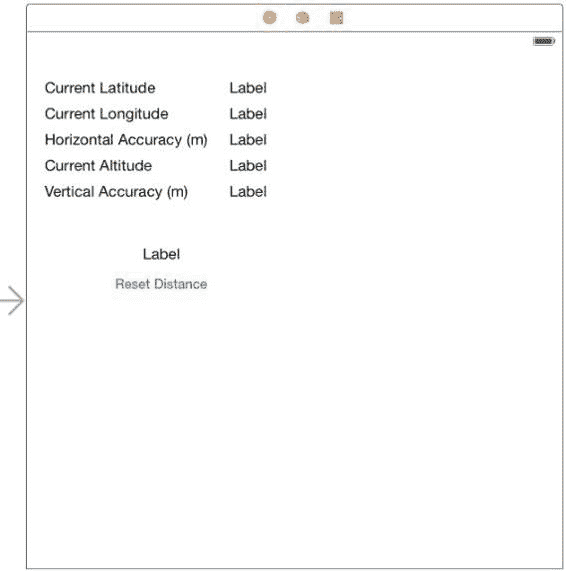 Current Latitude Label
Current Longitude Label
Horizontal Accuracy (m) Label
Current Altitude Label
Vertical Accuracy (m) Label
Label
Reset Distance